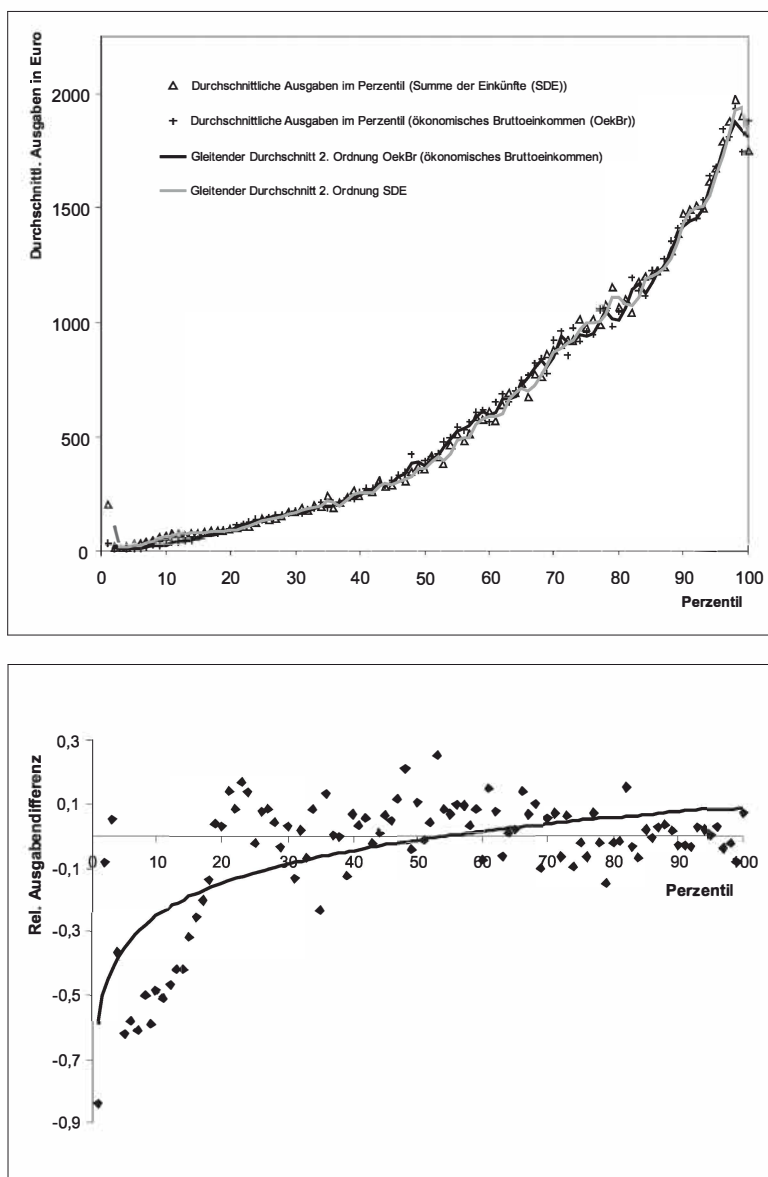 Durchschnittl. Ausgaben in Euro
2000
1500
1000
500
0
△ Durchschnittliche Ausgaben im Perzentil (Summe der Einkünfte (SDE))
+ Durchschnittliche Ausgaben im Perzentil (ökonomisches Bruttoeinkommen (OekBr))
Gleitender Durchschnitt 2. Ordnung OekBr (ökonomisches Bruttoeinkommen)
Gleitender Durchschnitt 2. Ordnung SDE
0 10 20 30 40 50 60 70 80 90 100
Perzentil
Rel. Ausgabendifferenz
0,3
0,1
-0,1
-0,3
-0,5
-0,7
-0,9
0 10 20 30 40 50 60 70 80 90 100
Perzentil